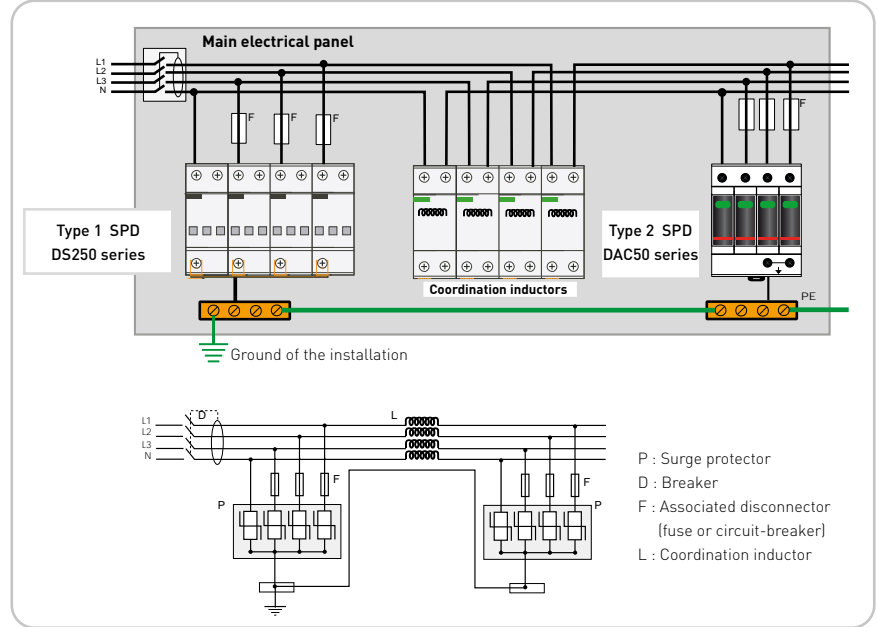 Main electrical panel
L1
L2
L3
N
F
F
F
F
Type 1 SPD
DS250 series
Type 2 SPD
DAC50 series
Coordination inductors
PE
Ground of the installation
L1
L2
L3
N
D
L
F
F
P
P
P : Surge protector
D : Breaker
F : Associated disconnector
(fuse or circuit-breaker)
L : Coordination inductor